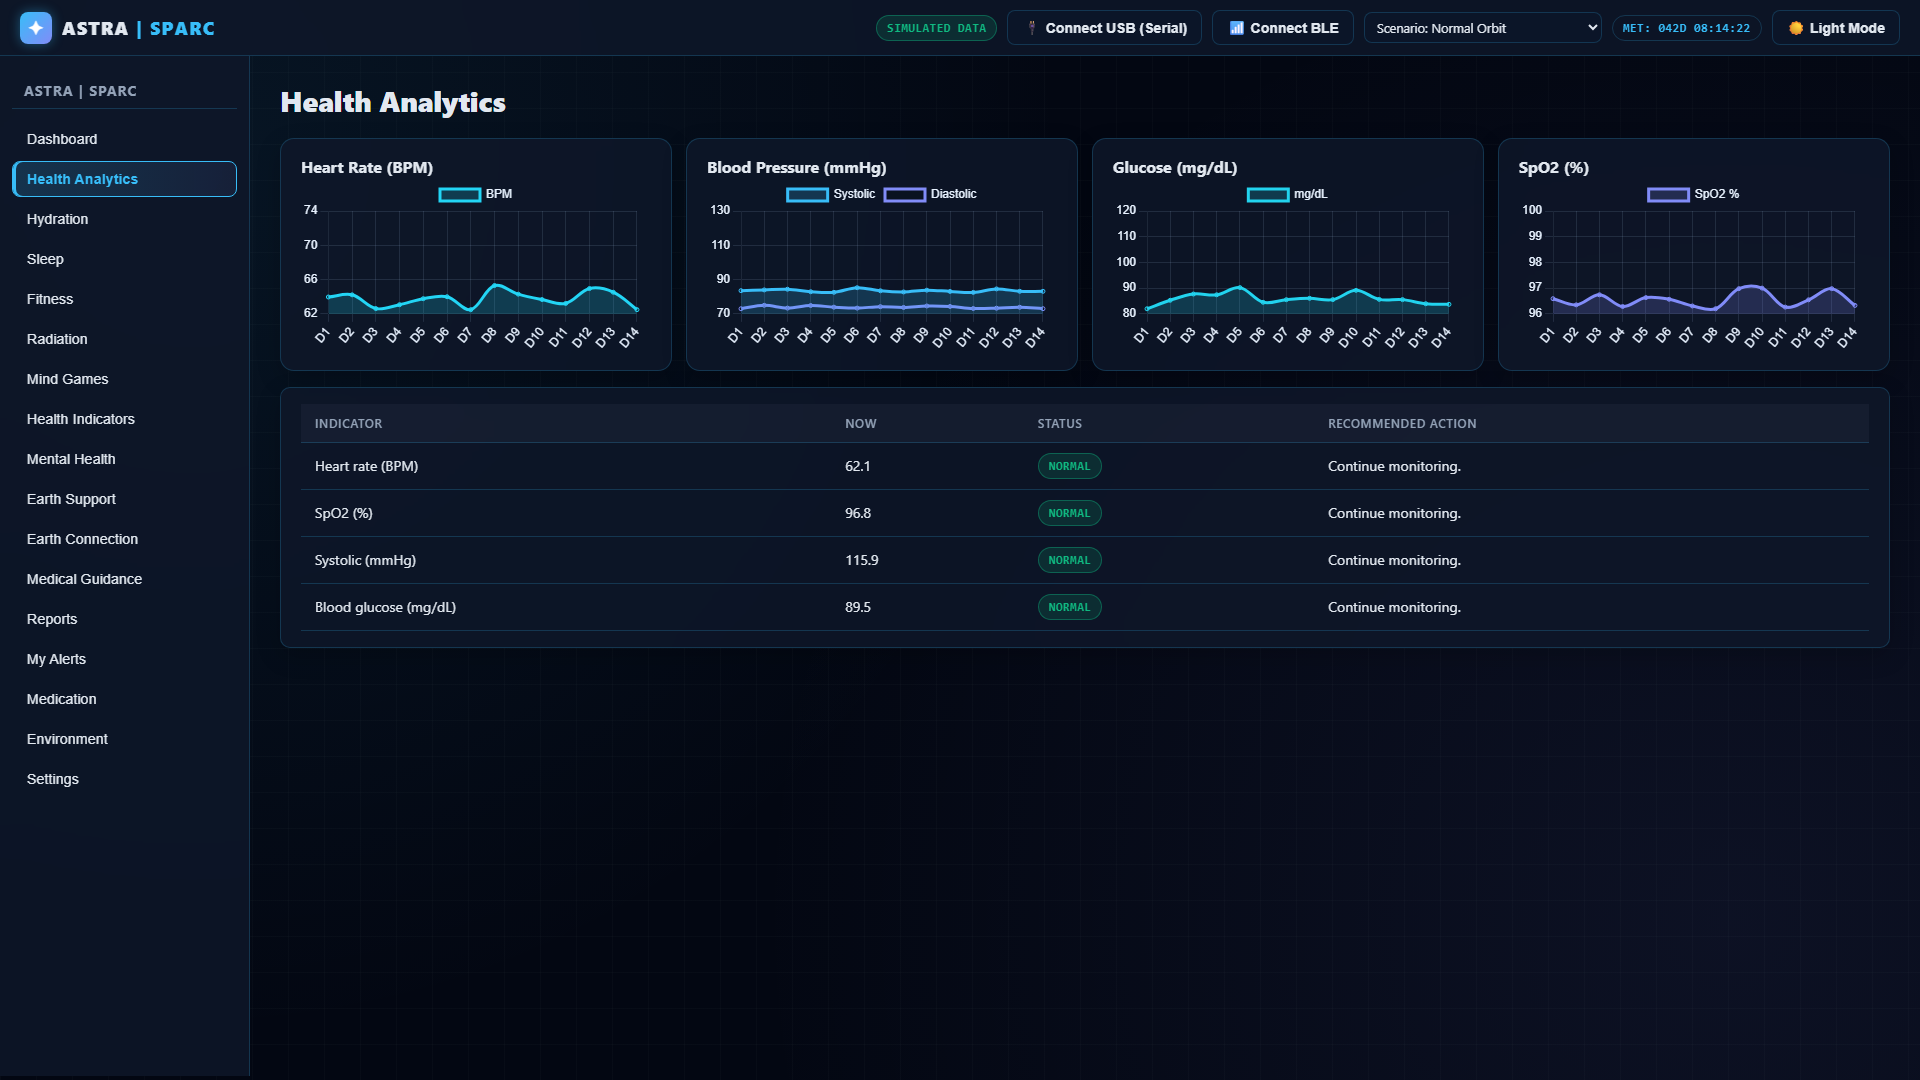 ASTRA | SPARC
SIMULATED DATA
Connect USB (Serial)
Connect BLE
Scenario: Normal Orbit
MET: 042D 08:14:22
Light Mode
ASTRA | SPARC
Dashboard
Health Analytics
Hydration
Sleep
Fitness
Radiation
Mind Games
Health Indicators
Mental Health
Earth Support
Earth Connection
Medical Guidance
Reports
My Alerts
Medication
Environment
Settings
Health Analytics
Heart Rate (BPM)
BPM
74
70
66
62
D1 D2 D3 D4 D5 D6 D7 D8 D9 D10 D11 D12 D13 D14
Blood Pressure (mmHg)
Systolic Diastolic
130
110
90
70
D1 D2 D3 D4 D5 D6 D7 D8 D9 D10 D11 D12 D13 D14
Glucose (mg/dL)
mg/dL
120
110
100
90
80
D1 D2 D3 D4 D5 D6 D7 D8 D9 D10 D11 D12 D13 D14
SpO2 (%)
SpO2 %
100
99
98
97
96
D1 D2 D3 D4 D5 D6 D7 D8 D9 D10 D11 D12 D13 D14
INDICATOR NOW STATUS RECOMMENDED ACTION
Heart rate (BPM) 62.1 NORMAL Continue monitoring.
SpO2 (%) 96.8 NORMAL Continue monitoring.
Systolic (mmHg) 115.9 NORMAL Continue monitoring.
Blood glucose (mg/dL) 89.5 NORMAL Continue monitoring.